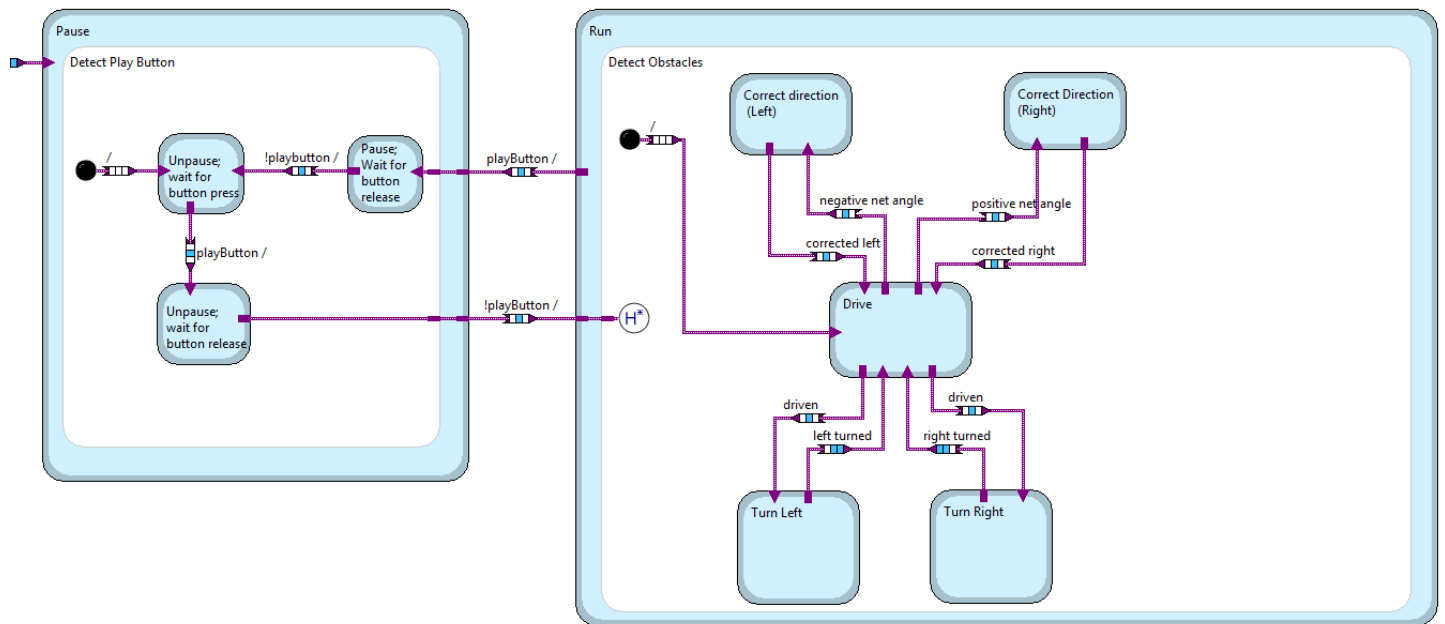 Pause
Detect Play Button
/
Unpause;
wait for
button press
!playbutton /
Pause;
Wait for
button
release
playButton /
playButton /
Unpause;
wait for
button release
!playButton /
H*
Run
Detect Obstacles
/
Correct direction
(Left)
Correct Direction
(Right)
negative net angle
positive net angle
corrected left
corrected right
Drive
driven
driven
left turned
right turned
Turn Left
Turn Right